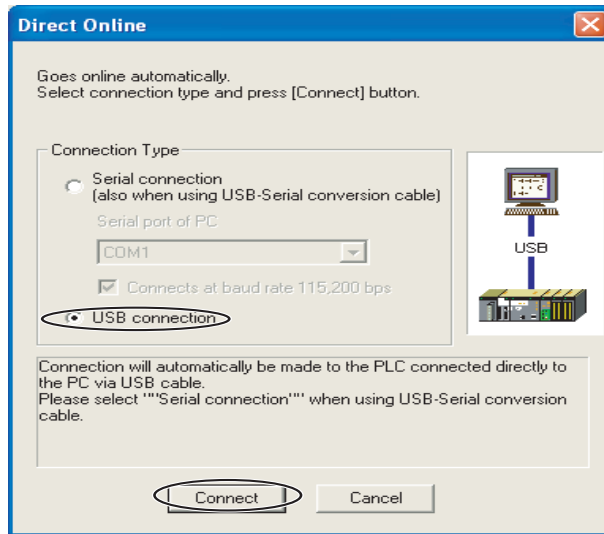 Direct Online
Goes online automatically.
Select connection type and press [Connect] button.
Connection Type
Serial connection
(also when using USB-Serial conversion cable)
Serial port of PC
COM1
Connects at baud rate 115,200 bps
USB connection
USB
Connection will automatically be made to the PLC connected directly to
the PC via USB cable.
Please select ""Serial connection"" when using USB-Serial conversion
cable.
Connect
Cancel